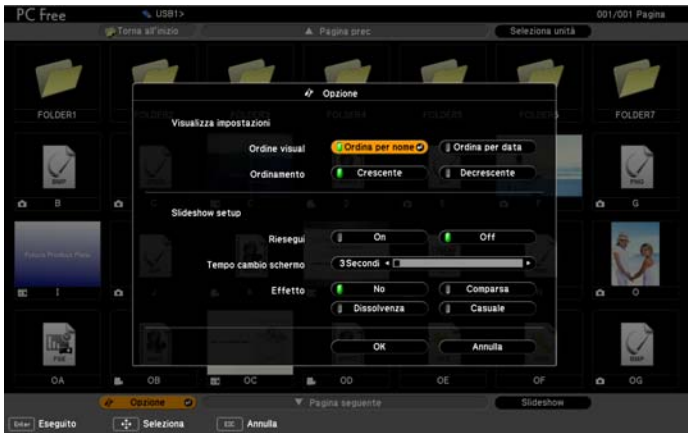 PC Free USB1> 001/001 Pagina
Torna all'inizio Pagina prec Seleziona unità
Opzione
FOLDER1 FOLDER7
Visualizza impostazioni
Ordine visual Ordina per nome Ordina per data
Ordinamento Crescente Decrescente
B G
Slideshow setup
Riesegui On Off
Tempo cambio schermo 3Secondi
Effetto No Comparsa
I O
Dissolvenza Casuale
OK Annulla
OA OB OC OD OE OF OG
Opzione Pagina seguente Slideshow
Enter Eseguito Seleziona ESC Annulla